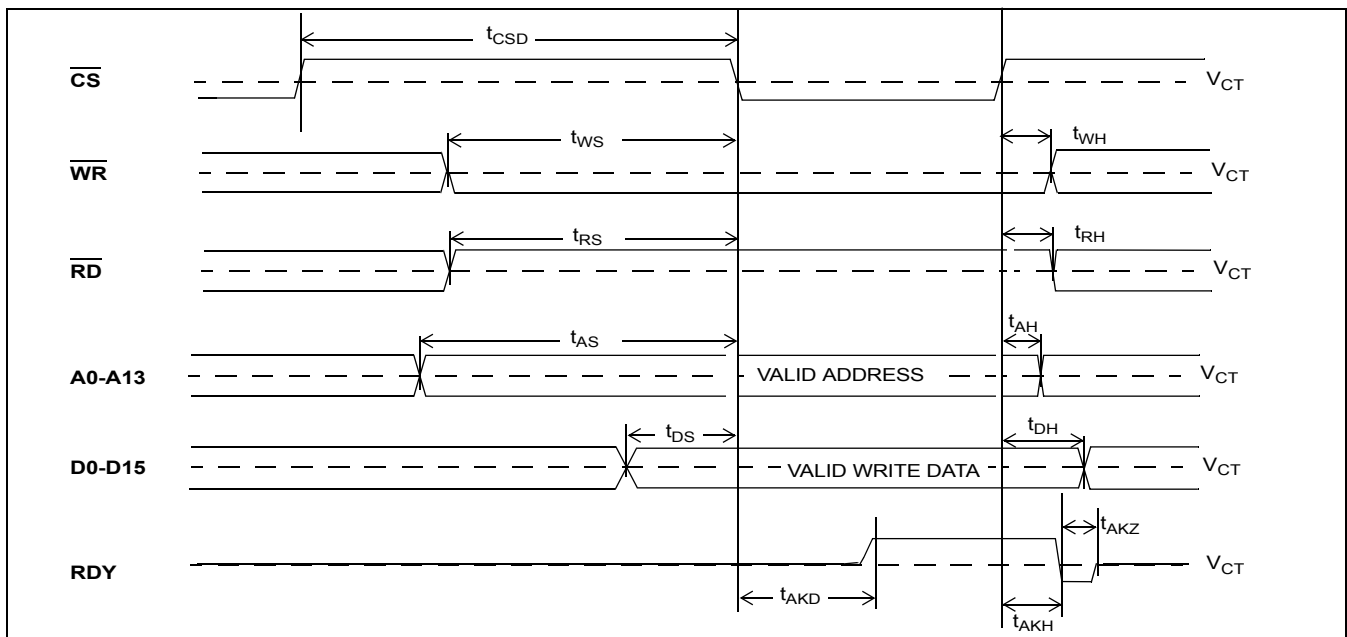 tCSD
CS VCT
tWS tWH
WR VCT
tRS tRH
RD VCT
tAS tAH
A0-A13 VALID ADDRESS VCT
tDS tDH
D0-D15 VALID WRITE DATA VCT
tAKZ
RDY VCT
tAKD tAKH